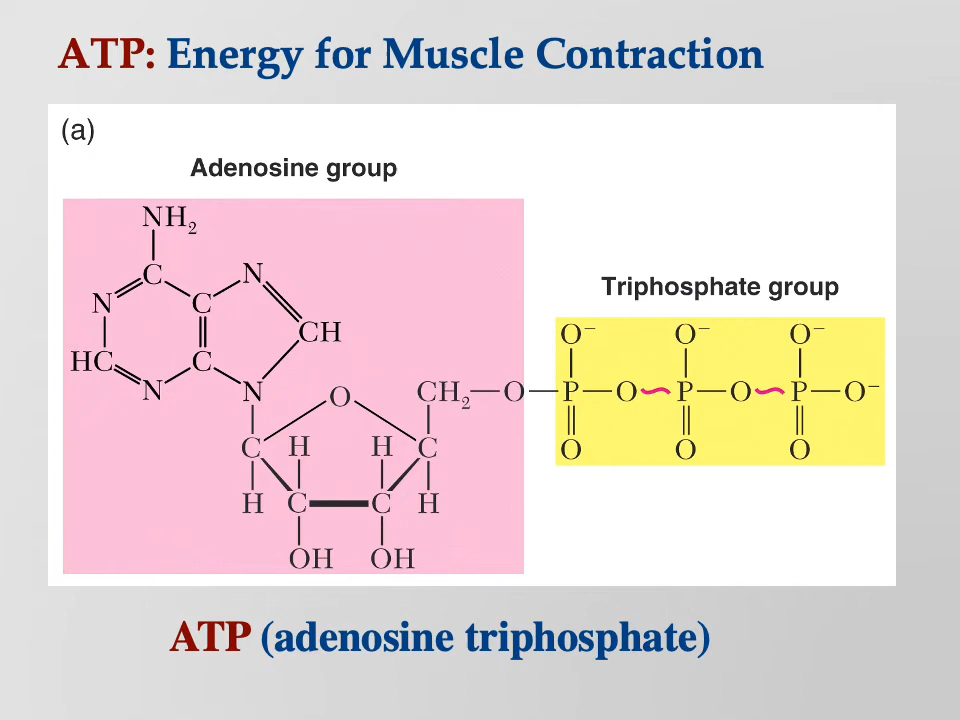 ATP: Energy for Muscle Contraction
(a)
Adenosine group
NH₂
C
N
N
C
Triphosphate group
O⁻ O⁻ O⁻
CH
HC
C
N
N
O
CH₂ O P O P O P O⁻
C H H C
O O O
H C C H
OH OH
ATP (adenosine triphosphate)